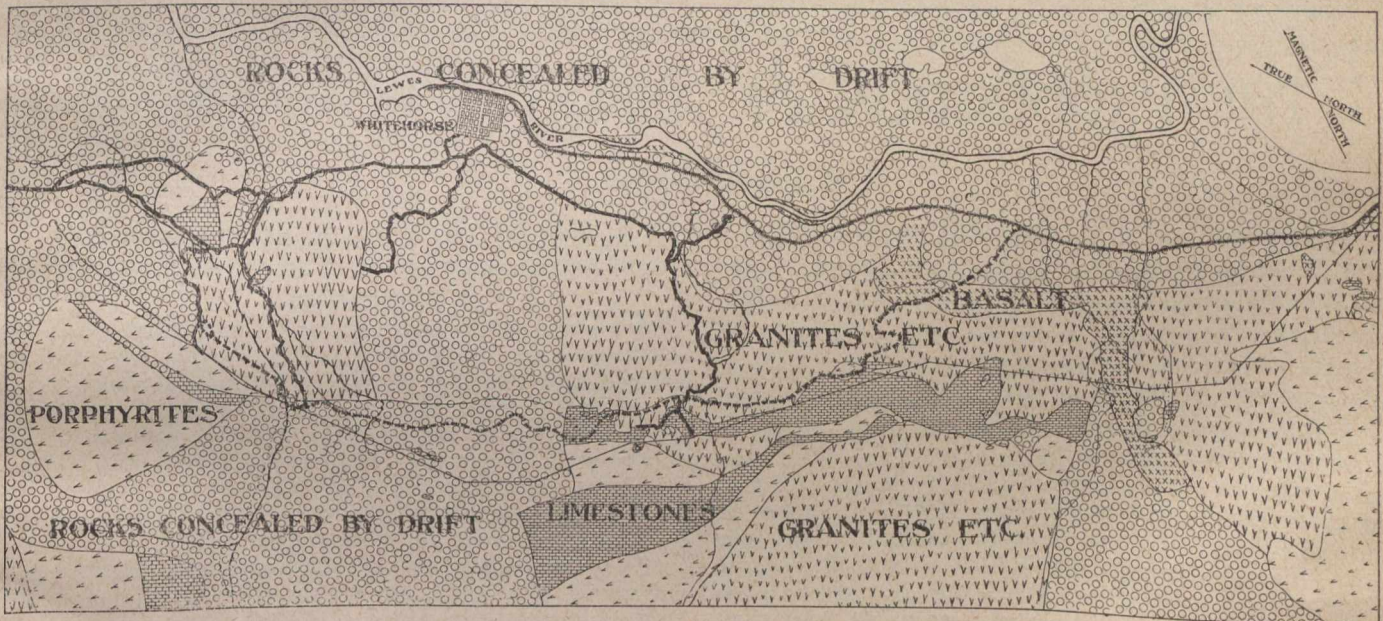 ROCKS CONCEALED BY DRIFT
MAGNETIC NORTH
TRUE NORTH
LEWES RIVER
WHITEHORSE
BASALT
GRANITES ETC
PORPHYRITES
LIMESTONES
ROCKS CONCEALED BY DRIFT
GRANITES ETC